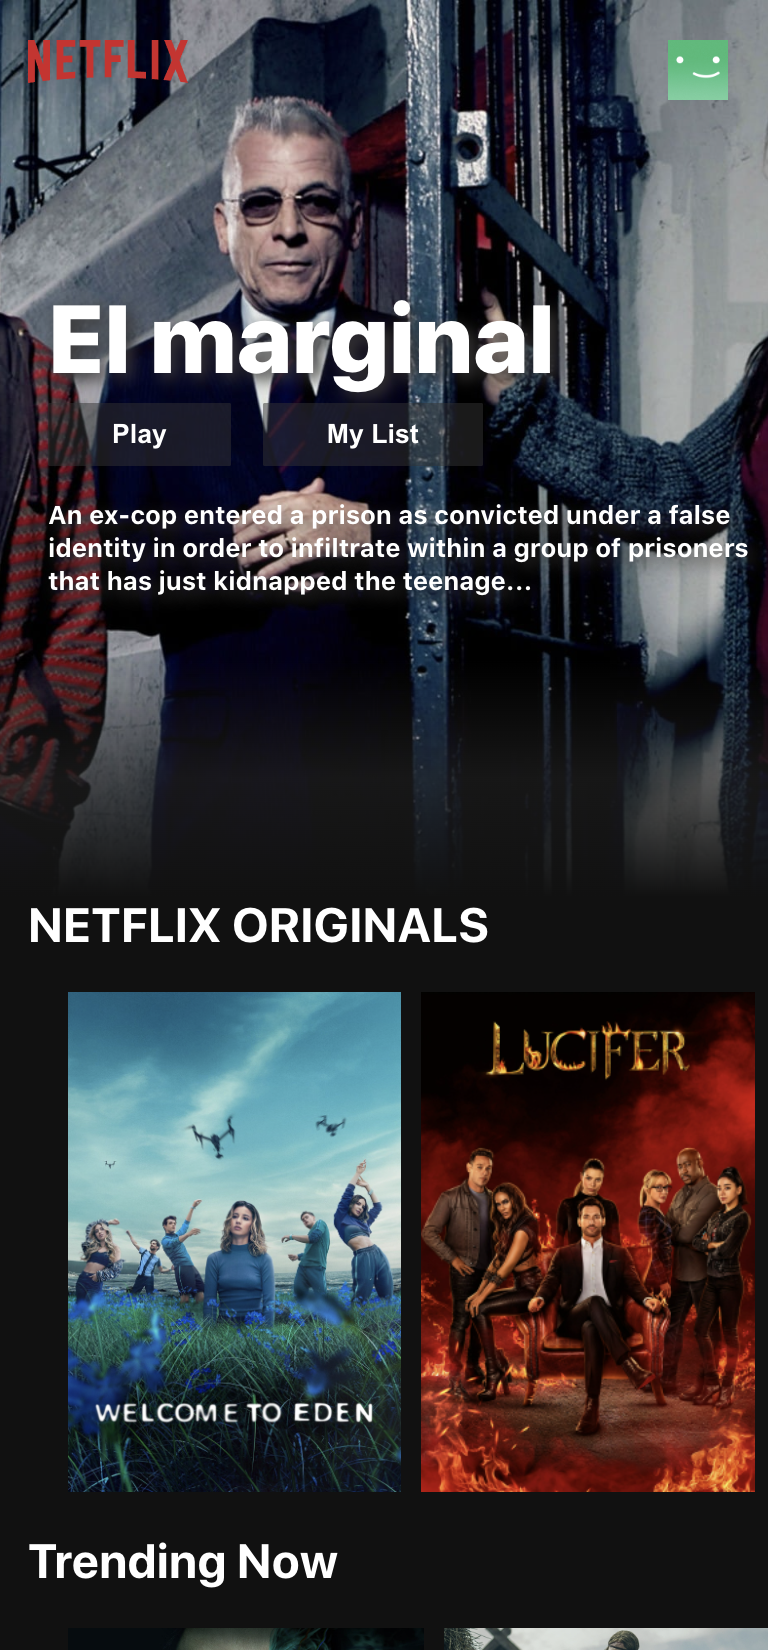 NETFLIX
El marginal
Play
My List
An ex-cop entered a prison as convicted under a false
identity in order to infiltrate within a group of prisoners
that has just kidnapped the teenage...
NETFLIX ORIGINALS
LUCIFER
WELCOME TO EDEN
Trending Now